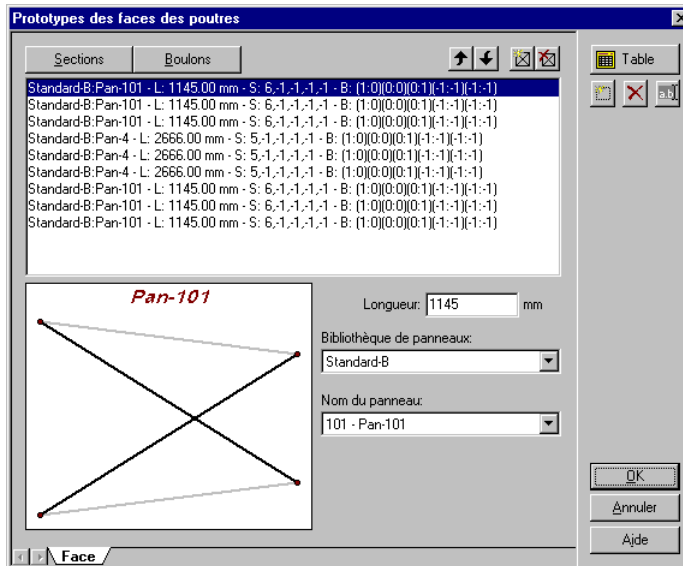 Prototypes des faces des poutres
Sections Boulons Table
Standard-B:Pan-101 - L: 1145.00 mm - S: 6,-1,-1,-1,-1 - B: (1:0)(0:0)(0:1)(-1:-1)(-1:-1)
Standard-B:Pan-101 - L: 1145.00 mm - S: 6,-1,-1,-1,-1 - B: (1:0)(0:0)(0:1)(-1:-1)(-1:-1)
Standard-B:Pan-101 - L: 1145.00 mm - S: 6,-1,-1,-1,-1 - B: (1:0)(0:0)(0:1)(-1:-1)(-1:-1)
Standard-B:Pan-4 - L: 2666.00 mm - S: 5,-1,-1,-1,-1 - B: (1:0)(0:0)(0:1)(-1:-1)(-1:-1)
Standard-B:Pan-4 - L: 2666.00 mm - S: 5,-1,-1,-1,-1 - B: (1:0)(0:0)(0:1)(-1:-1)(-1:-1)
Standard-B:Pan-4 - L: 2666.00 mm - S: 5,-1,-1,-1,-1 - B: (1:0)(0:0)(0:1)(-1:-1)(-1:-1)
Standard-B:Pan-101 - L: 1145.00 mm - S: 6,-1,-1,-1,-1 - B: (1:0)(0:0)(0:1)(-1:-1)(-1:-1)
Standard-B:Pan-101 - L: 1145.00 mm - S: 6,-1,-1,-1,-1 - B: (1:0)(0:0)(0:1)(-1:-1)(-1:-1)
Standard-B:Pan-101 - L: 1145.00 mm - S: 6,-1,-1,-1,-1 - B: (1:0)(0:0)(0:1)(-1:-1)(-1:-1)
a.b
Pan-101
Longueur: 1145 mm
Bibliothèque de panneaux:
Standard-B
Nom du panneau:
101 - Pan-101
OK
Annuler
Aide
Face